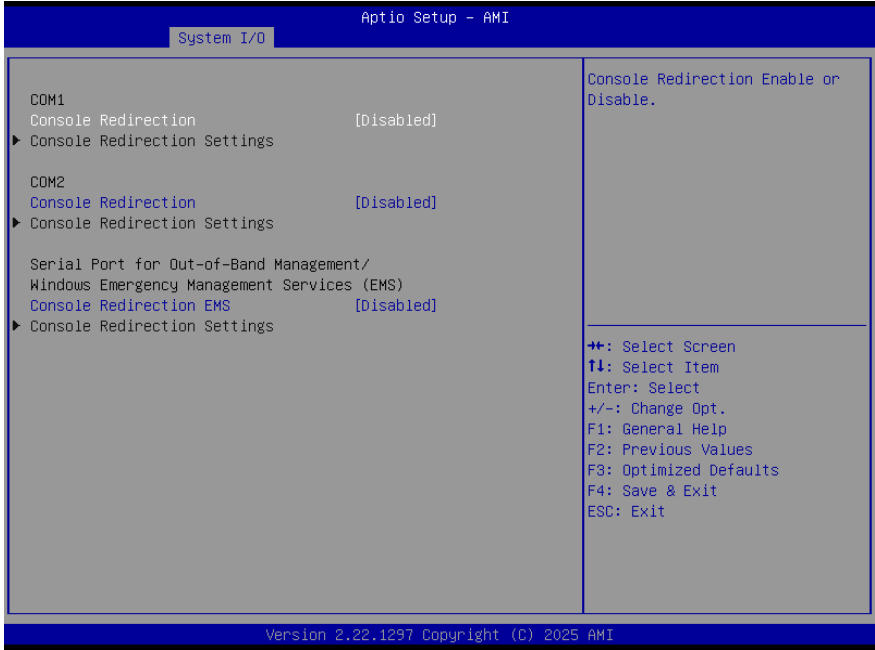 Aptio Setup – AMI
System I/O
COM1
Console Redirection [Disabled]
Console Redirection Settings
COM2
Console Redirection [Disabled]
Console Redirection Settings
Serial Port for Out-of-Band Management/
Windows Emergency Management Services (EMS)
Console Redirection EMS [Disabled]
Console Redirection Settings
Console Redirection Enable or
Disable.
→←: Select Screen
↑↓: Select Item
Enter: Select
+/-: Change Opt.
F1: General Help
F2: Previous Values
F3: Optimized Defaults
F4: Save & Exit
ESC: Exit
Version 2.22.1297 Copyright (C) 2025 AMI